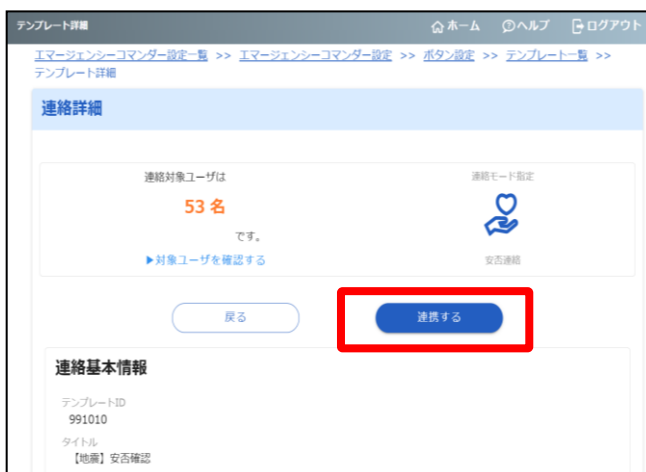 テンプレート詳細 ホーム ヘルプ ログアウト
エマージェンシーコマンダー設定一覧 >> エマージェンシーコマンダー設定 >> ボタン設定 >> テンプレート一覧 >>
テンプレート詳細
連絡詳細
連絡対象ユーザは
53 名
です。
▶対象ユーザを確認する
連絡モード指定
安否連絡
戻る
連携する
連絡基本情報
テンプレートID
991010
タイトル
【地震】安否確認